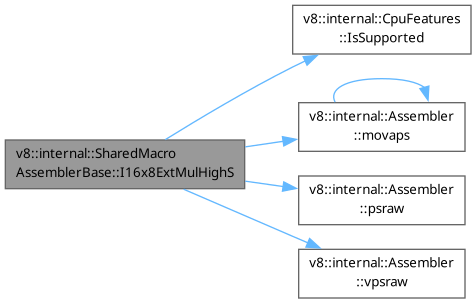 v8::internal::CpuFeatures
::IsSupported
v8::internal::Assembler
::movaps
v8::internal::SharedMacro
AssemblerBase::I16x8ExtMulHighS
v8::internal::Assembler
::psraw
v8::internal::Assembler
::vpsraw